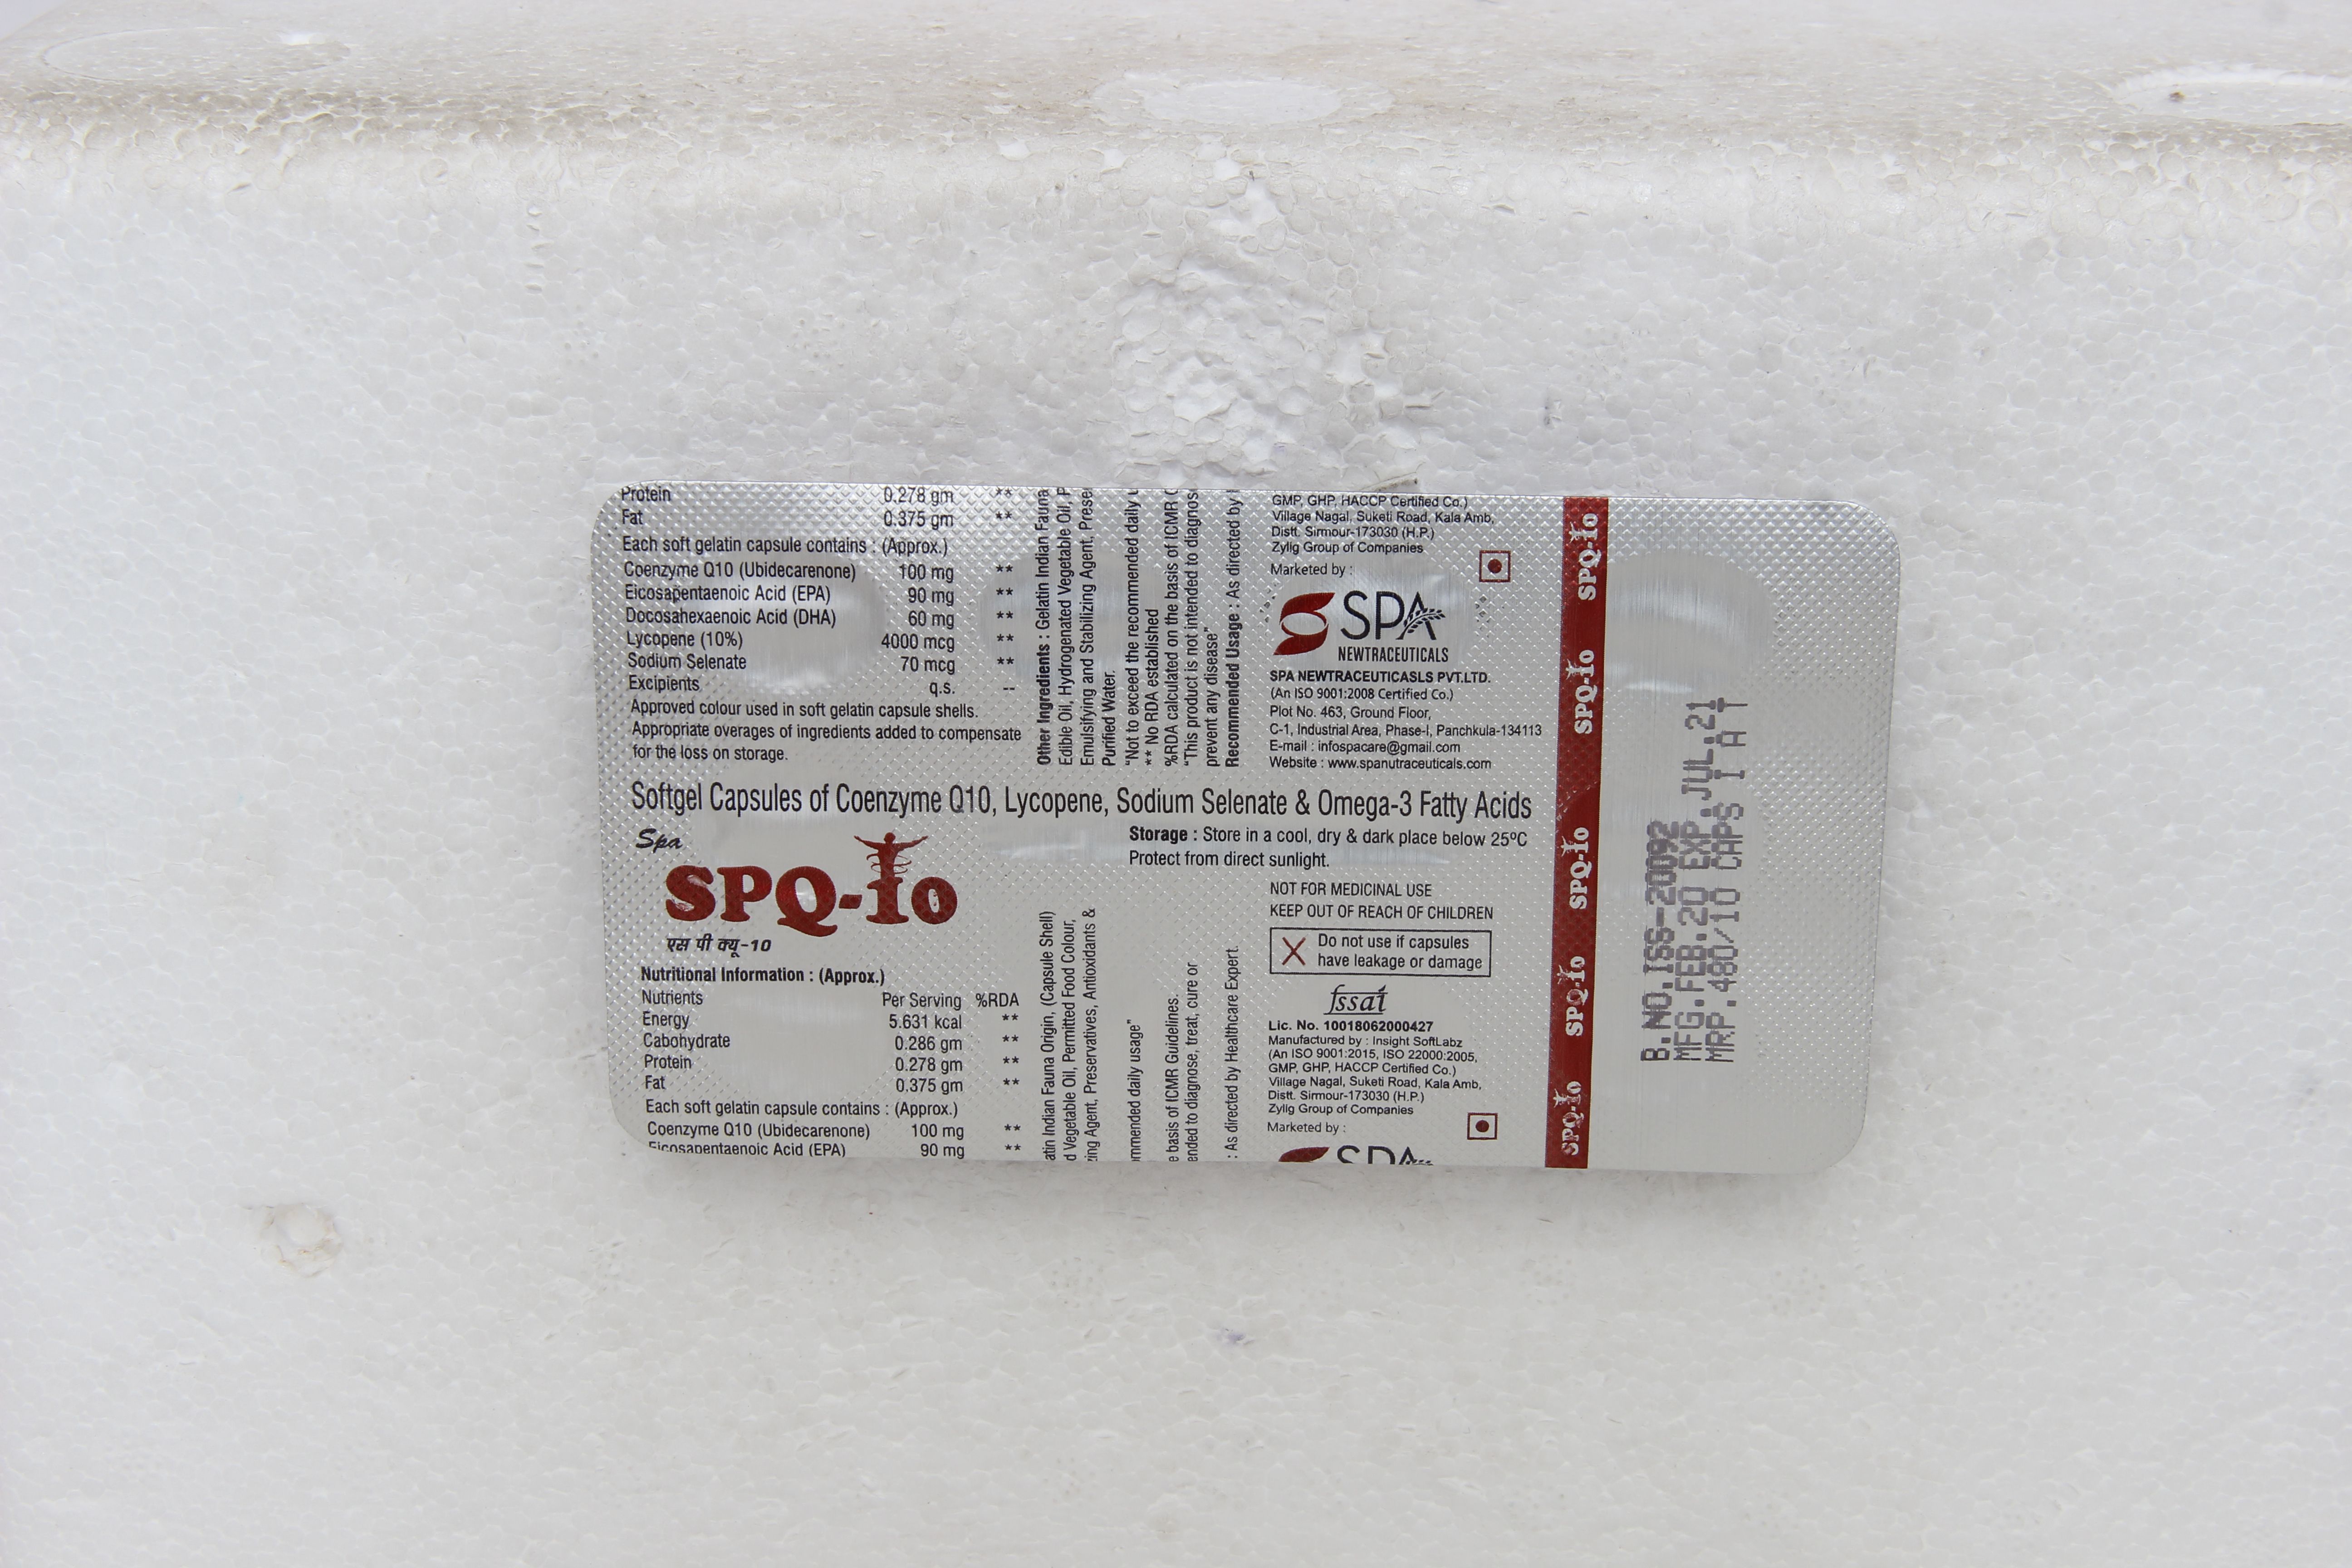 Protein 0.278 gm **
Fat 0.375 gm **
Each soft gelatin capsule contains : (Approx.)
Coenzyme Q10 (Ubidecarenone) 100 mg **
Eicosapentaenoic Acid (EPA) 90 mg **
Docosahexaenoic Acid (DHA) 60 mg **
Lycopene (10%) 4000 mcg **
Sodium Selenate 70 mcg **
Excipients q.s. --
Approved colour used in soft gelatin capsule shells.
Appropriate overages of ingredients added to compensate
for the loss on storage.
Other Ingredients : Gelatin Indian Fauna
Edible Oil, Hydrogenated Vegetable Oil,
Emulsifying and Stabilizing Agent,
Purified Water.
"Not to exceed the recommended daily
** No RDA established
%RDA calculated on the basis of ICMR
"This product is not intended to diagnose
prevent any disease"
Recommended Usage : As directed by
GMP, GHP, HACCP Certified Co.)
Village Nagal, Suketi Road, Kala Amb,
Distt. Sirmour-173030 (H.P.)
Zylig Group of Companies
Marketed by :
SPA
NEWTRACEUTICALS
SPA NEWTRACEUTICASLS PVT.LTD.
(An ISO 9001:2008 Certified Co.)
Plot No. 463, Ground Floor,
C-1, Industrial Area, Phase-I, Panchkula-134113
E-mail : infospacare@gmail.com
Website : www.spanutraceuticals.com
Softgel Capsules of Coenzyme Q10, Lycopene, Sodium Selenate & Omega-3 Fatty Acids
Spa
SPQ-10
एस पी क्यू-10
Storage : Store in a cool, dry & dark place below 25ºC
Protect from direct sunlight.
Nutritional Information : (Approx.)
Nutrients Per Serving %RDA
Energy 5.631 kcal **
Cabohydrate 0.286 gm **
Protein 0.278 gm **
Fat 0.375 gm **
Each soft gelatin capsule contains : (Approx.)
Coenzyme Q10 (Ubidecarenone) 100 mg **
Eicosapentaenoic Acid (EPA) 90 mg **
Indian Fauna Origin, (Capsule Shell)
Vegetable Oil, Permitted Food Colour,
Agent, Preservatives, Antioxidants &
daily usage"
basis of ICMR Guidelines.
to diagnose, treat, cure or
: As directed by Healthcare Expert.
NOT FOR MEDICINAL USE
KEEP OUT OF REACH OF CHILDREN
Do not use if capsules
have leakage or damage
fssai
Lic. No. 10018062000427
Manufactured by : Insight SoftLabz
(An ISO 9001:2015, ISO 22000:2005,
GMP, GHP, HACCP Certified Co.)
Village Nagal, Suketi Road, Kala Amb,
Distt. Sirmour-173030 (H.P.)
Zylig Group of Companies
Marketed by :
SPA
SPQ-10
SPQ-10
SPQ-10
SPQ-10
SPQ-10
B.NO.ISS-20092
MFG.FEB.20 EXP.JUL.21
MRP.480/10 CAPS I A T